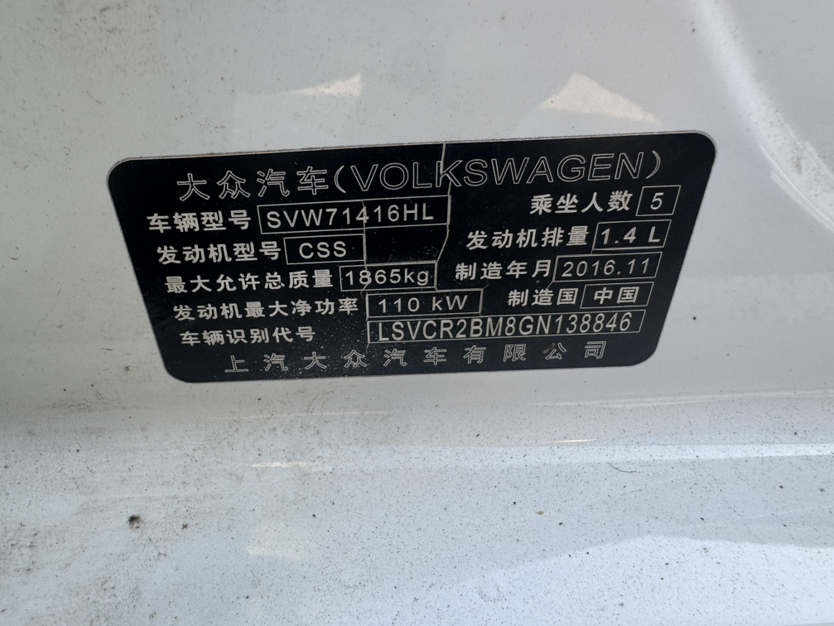 大众汽车(VOLKSWAGEN)
车辆型号 SVW71416HL 乘坐人数 5
发动机型号 CSS 发动机排量 1.4 L
最大允许总质量 1865kg 制造年月 2016.11
发动机最大净功率 110 kW 制造国 中国
车辆识别代号 LSVCR2BM8GN138846
上汽大众汽车有限公司